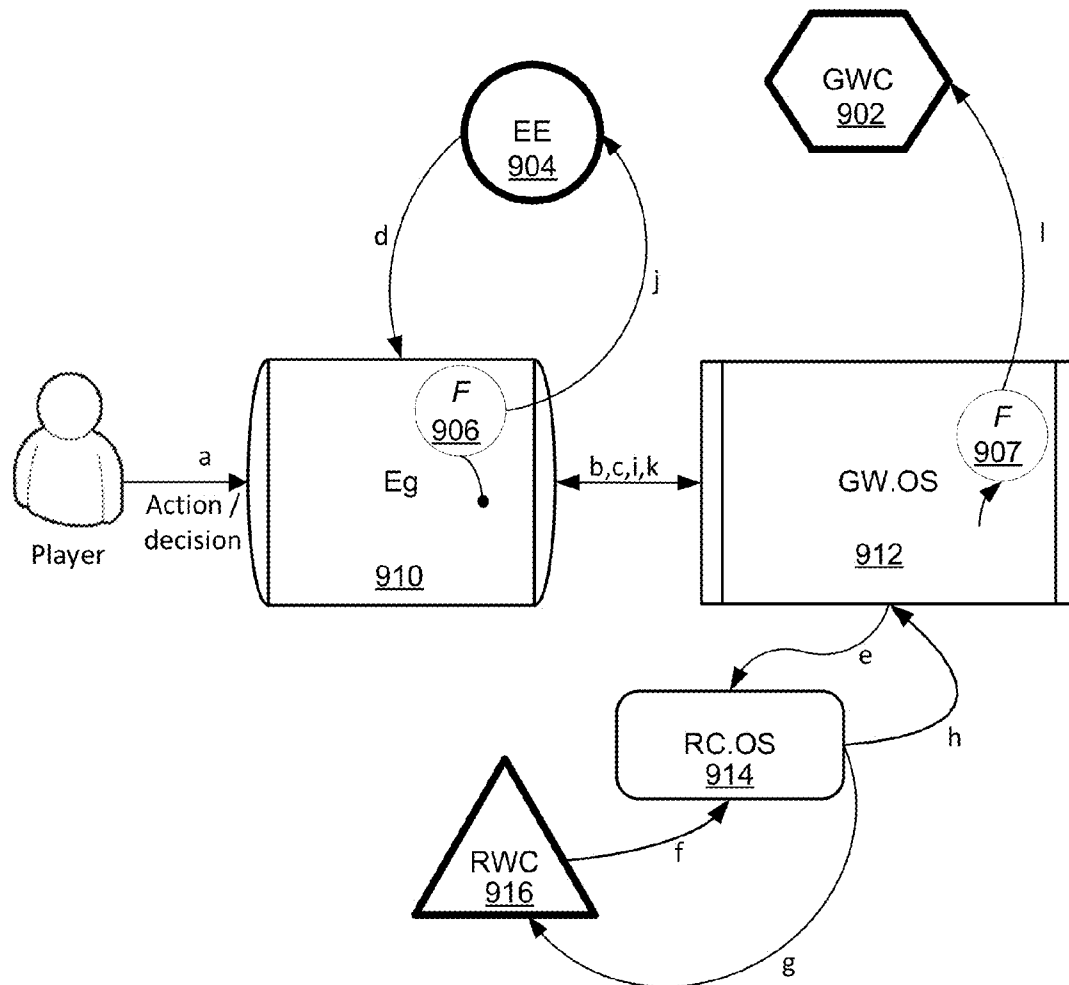 GWC
902
EE
904
d
j
l
F
906
F
907
a
Action /
decision
Player
Eg
910
b,c,i,k
GW.OS
912
e
h
RC.OS
914
RWC
916
f
g